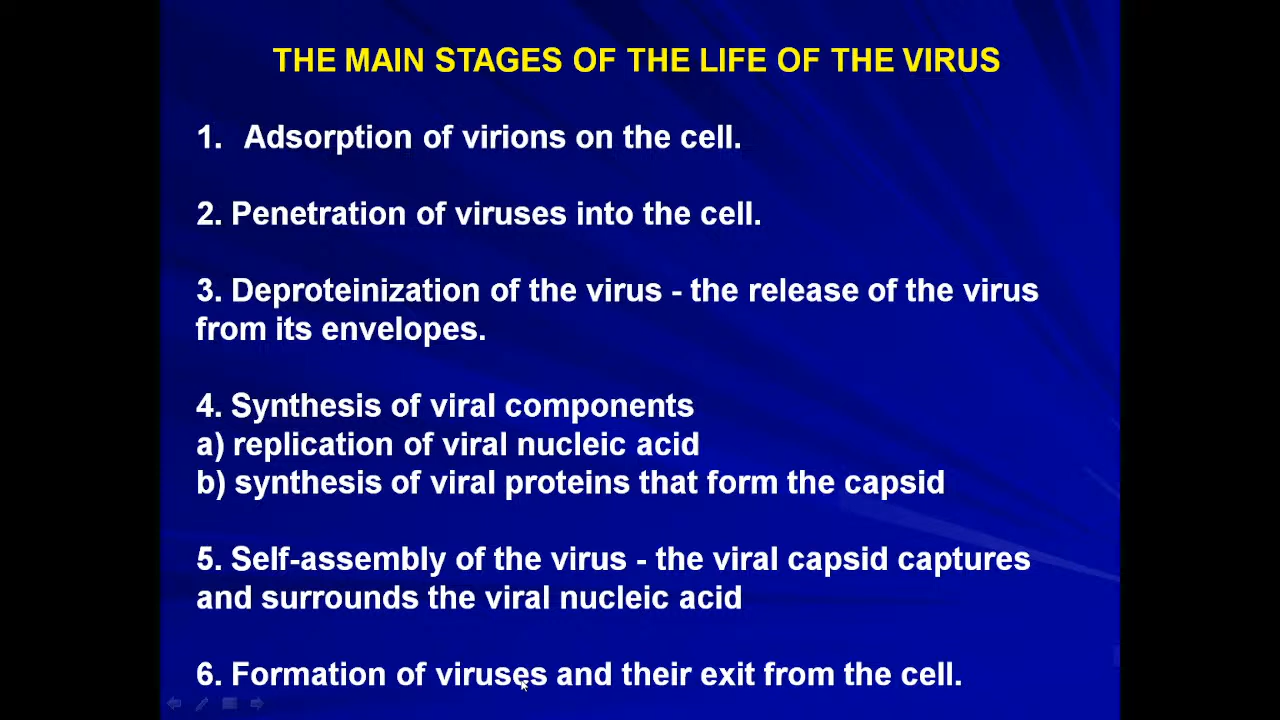 THE MAIN STAGES OF THE LIFE OF THE VIRUS
1. Adsorption of virions on the cell.
2. Penetration of viruses into the cell.
3. Deproteinization of the virus - the release of the virus
from its envelopes.
4. Synthesis of viral components
a) replication of viral nucleic acid
b) synthesis of viral proteins that form the capsid
5. Self-assembly of the virus - the viral capsid captures
and surrounds the viral nucleic acid
6. Formation of viruses and their exit from the cell.